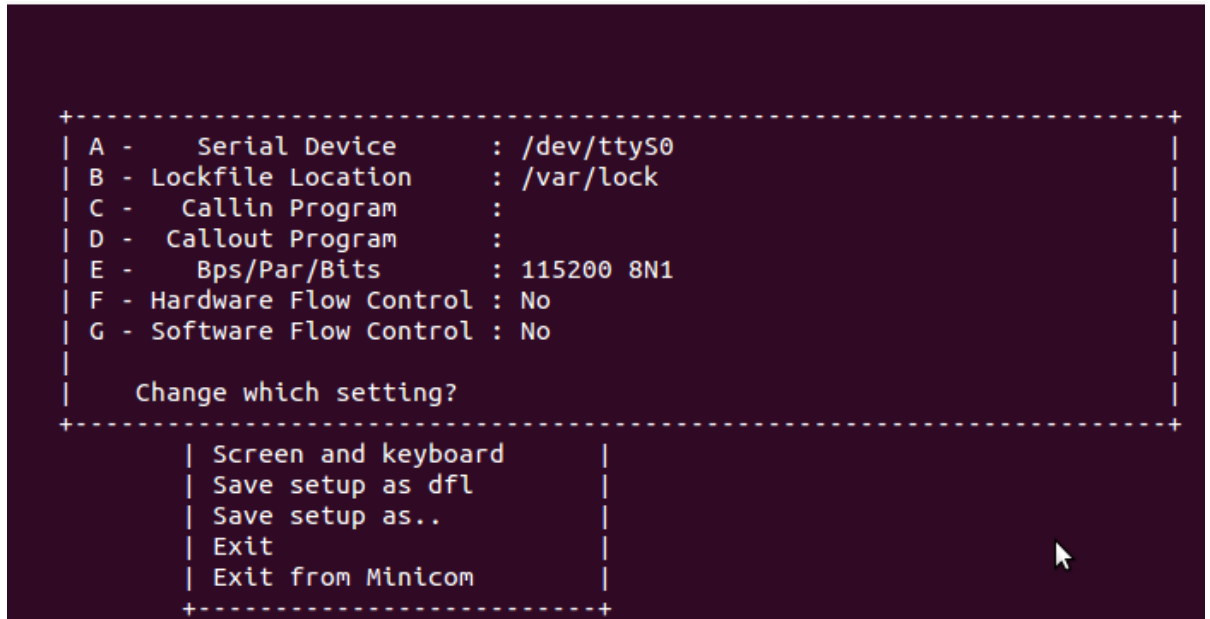 A - Serial Device : /dev/ttyS0
B - Lockfile Location : /var/lock
C - Callin Program :
D - Callout Program :
E - Bps/Par/Bits : 115200 8N1
F - Hardware Flow Control : No
G - Software Flow Control : No
Change which setting?
Screen and keyboard
Save setup as dfl
Save setup as..
Exit
Exit from Minicom